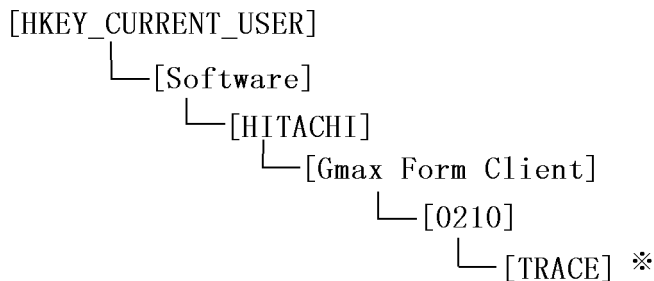 [HKEY_CURRENT_USER]
[Software]
[HITACHI]
[Gmax Form Client]
[0210]
[TRACE] ※